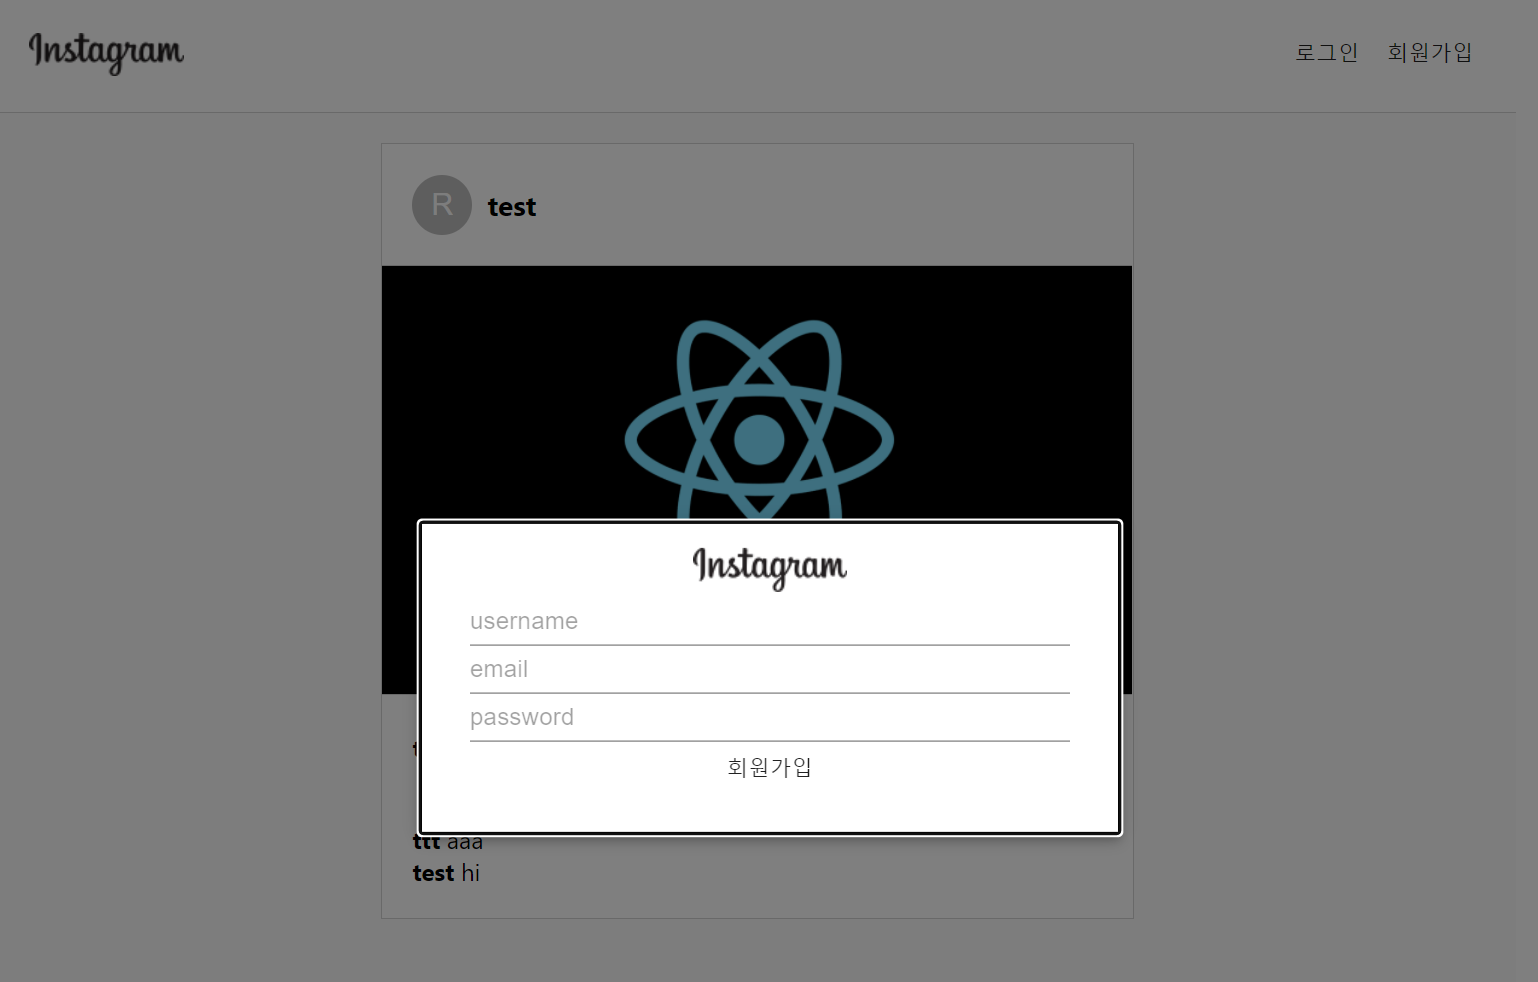 Instagram
로그인 회원가입
R test
Instagram
username
email
password
회원가입
ttt aaa
test hi